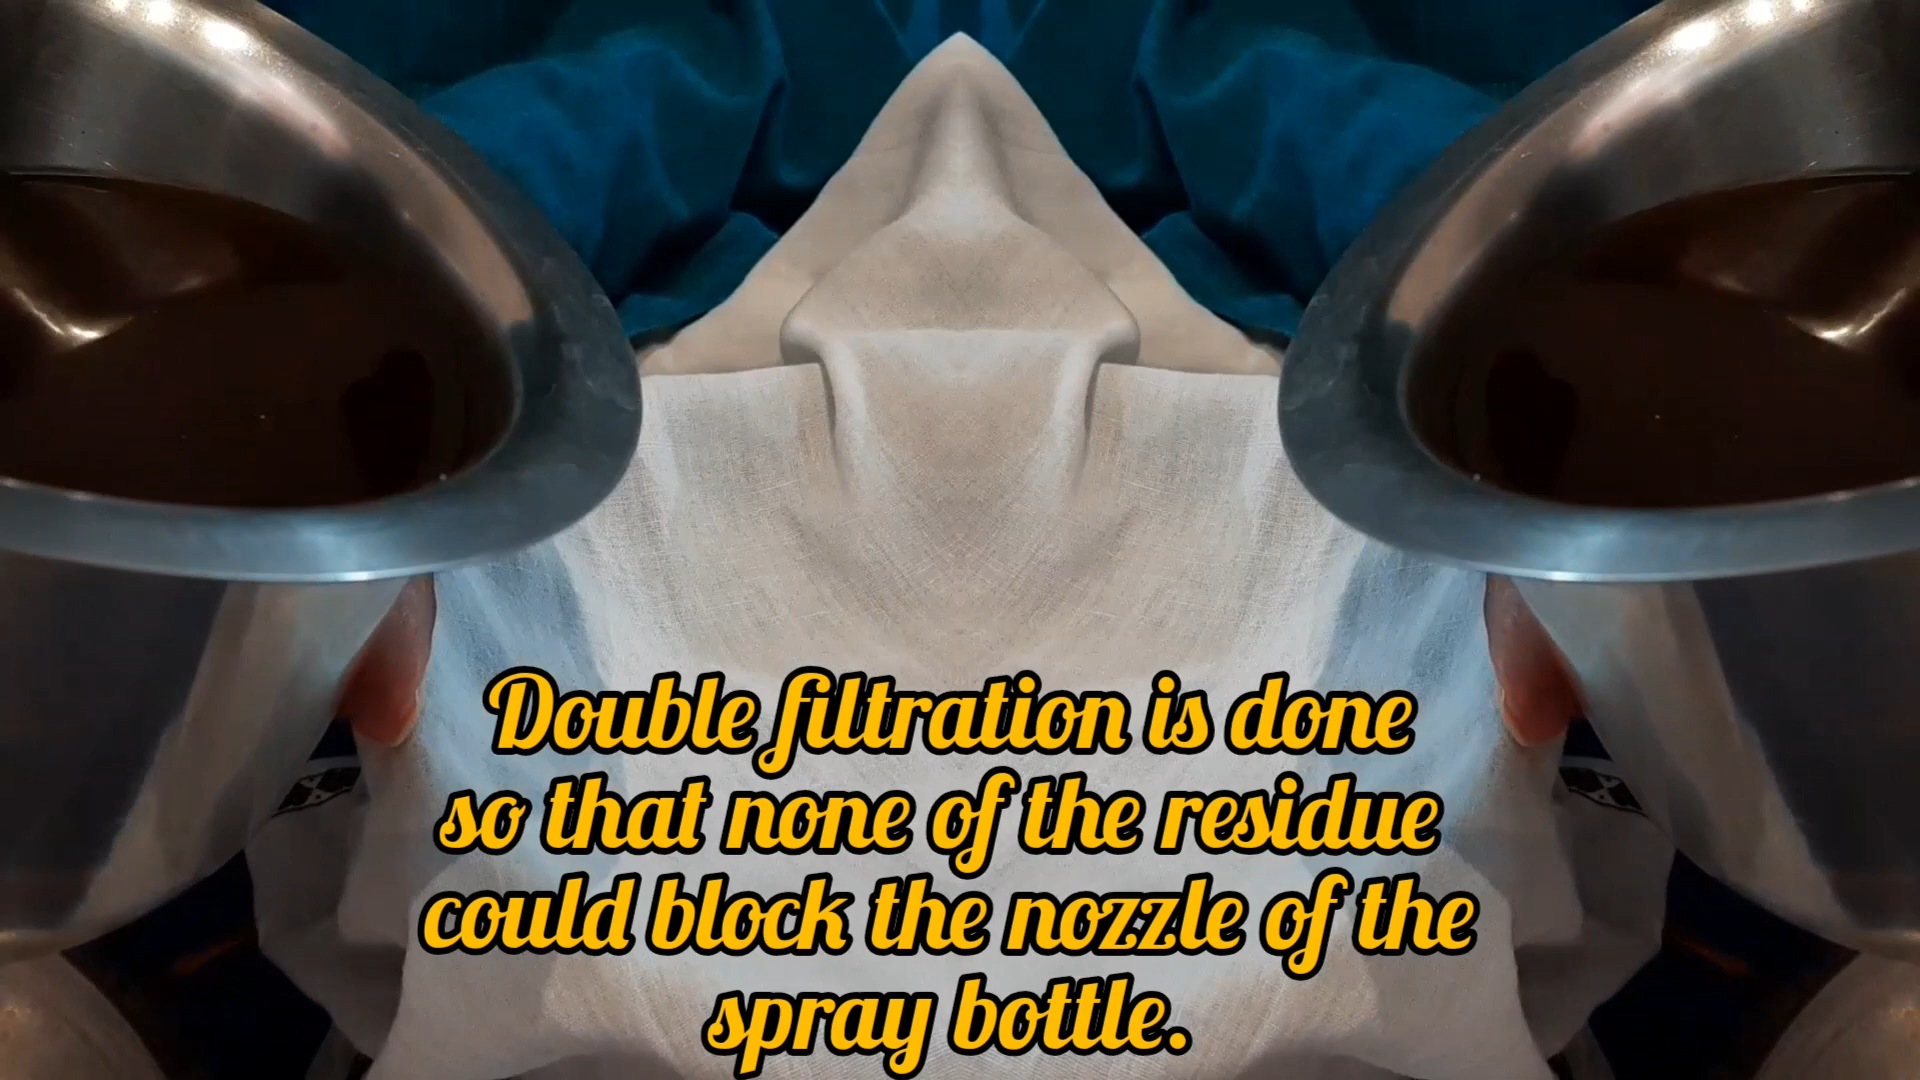 Double filtration is done
so that none of the residue
could block the nozzle of the
spray bottle.